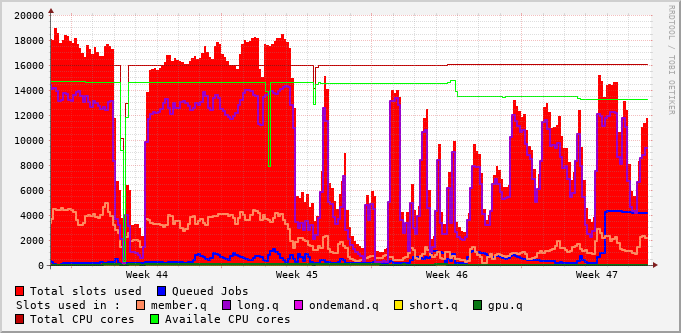 20000
18000
16000
14000
12000
10000
8000
6000
4000
2000
0
Week 44 Week 45 Week 46 Week 47
Total slots used Queued Jobs
Slots used in : member.q long.q ondemand.q short.q gpu.q
Total CPU cores Availale CPU cores
RRDTOOL / TOBI OETIKER